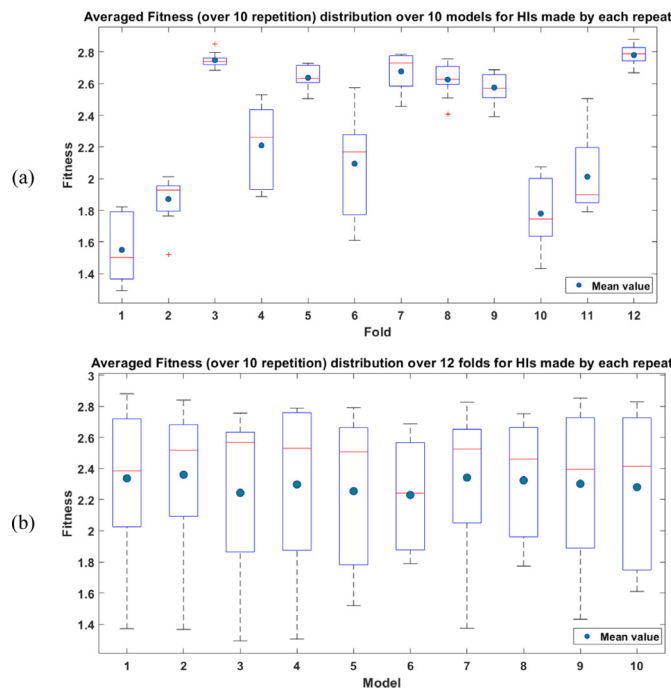 Averaged Fitness (over 10 repetition) distribution over 10 models for HIs made by each repeat
(a)
Fitness
2.8
2.6
2.4
2.2
2
1.8
1.6
1.4
Mean value
1 2 3 4 5 6 7 8 9 10 11 12
Fold
Averaged Fitness (over 10 repetition) distribution over 12 folds for HIs made by each repeat
(b)
Fitness
3
2.8
2.6
2.4
2.2
2
1.8
1.6
1.4
Mean value
1 2 3 4 5 6 7 8 9 10
Model